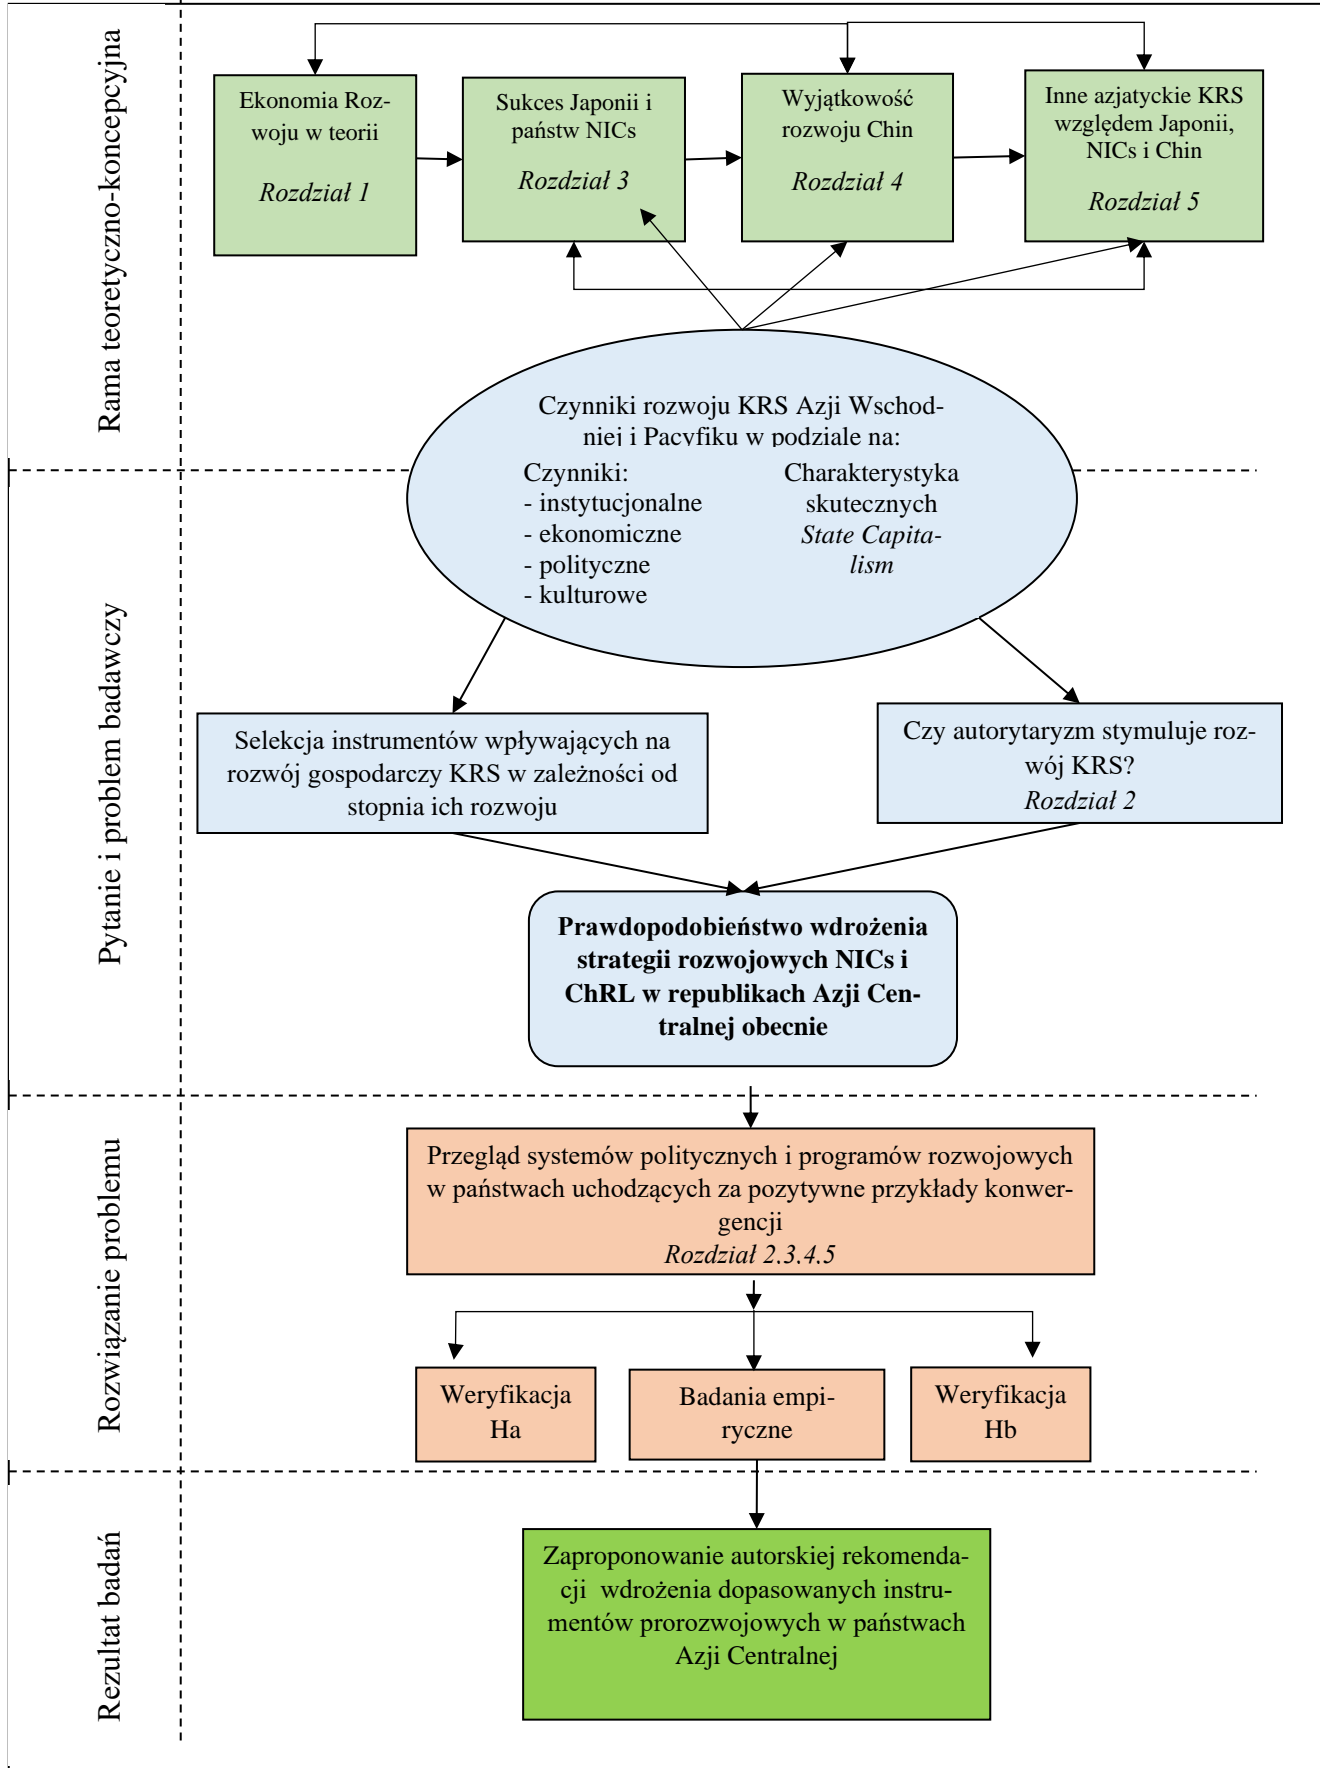 Rama teoretyczno-koncepcyjna
Ekonomia Roz-
woju w teorii
Rozdział 1
Sukces Japonii i
państw NICs
Rozdział 3
Wyjątkowość
rozwoju Chin
Rozdział 4
Inne azjatyckie KRS
względem Japonii,
NICs i Chin
Rozdział 5
Czynniki rozwoju KRS Azji Wschod-
niej i Pacyfiku w podziale na:
Czynniki:
- instytucjonalne
- ekonomiczne
- polityczne
- kulturowe
Charakterystyka
skutecznych
State Capita-
lism
Pytanie i problem badawczy
Selekcja instrumentów wpływających na
rozwój gospodarczy KRS w zależności od
stopnia ich rozwoju
Czy autorytaryzm stymuluje roz-
wój KRS?
Rozdział 2
Prawdopodobieństwo wdrożenia
strategii rozwojowych NICs i
ChRL w republikach Azji Cen-
tralnej obecnie
Rozwiązanie problemu
Przegląd systemów politycznych i programów rozwojowych
w państwach uchodzących za pozytywne przykłady konwer-
gencji
Rozdział 2,3,4,5
Weryfikacja
Ha
Badania empi-
ryczne
Weryfikacja
Hb
Rezultat badań
Zaproponowanie autorskiej rekomenda-
cji wdrożenia dopasowanych instru-
mentów prorozwojowych w państwach
Azji Centralnej